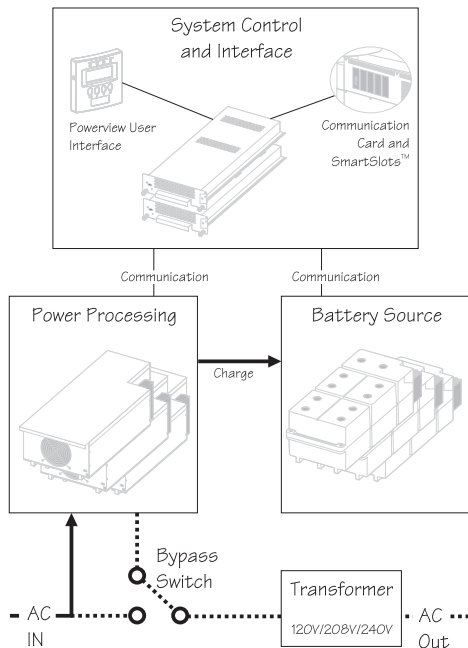 System Control
and Interface
Powerview User
Interface
Communication
Card and
SmartSlots™
Communication
Communication
Power Processing
Battery Source
Charge
Bypass
Switch
Transformer
120V/208V/240V
AC
IN
AC
Out